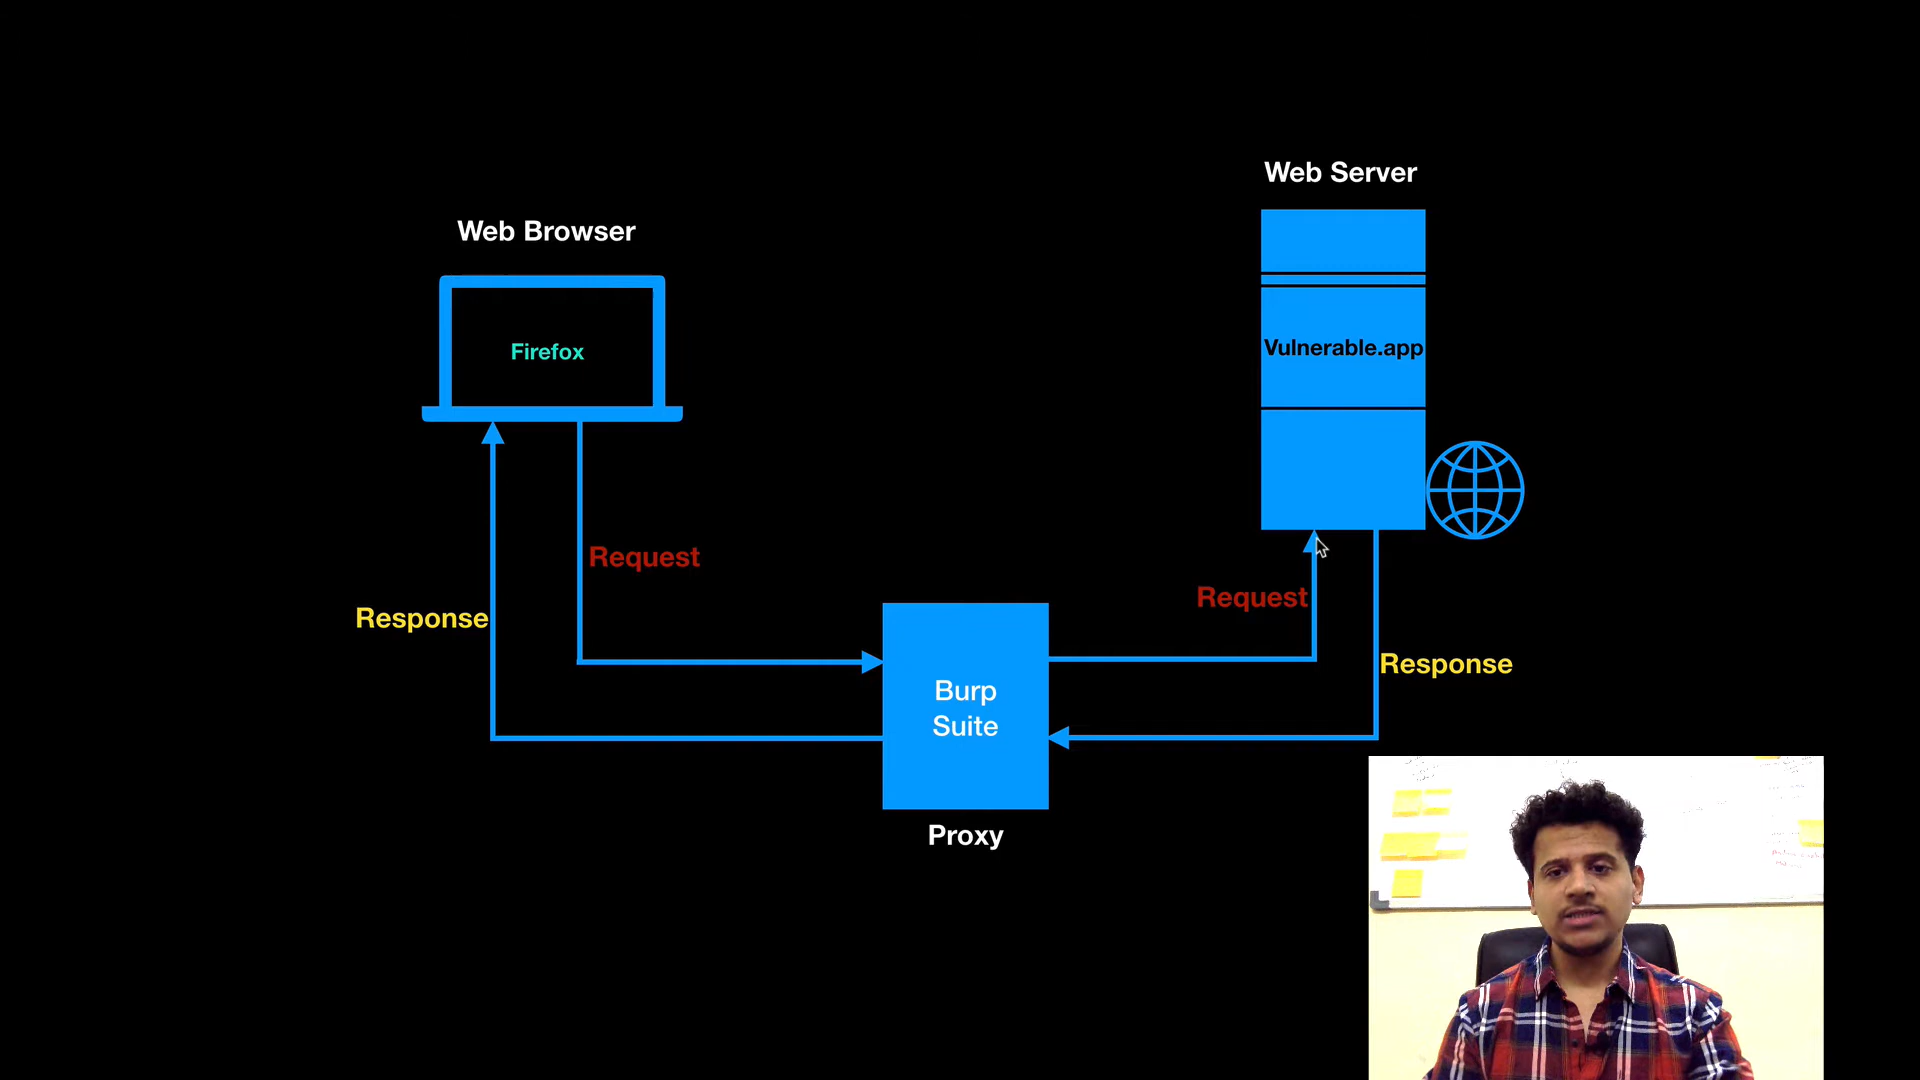 Web Server
Web Browser
Firefox
Vulnerable.app
Request
Request
Response
Response
Burp
Suite
Proxy